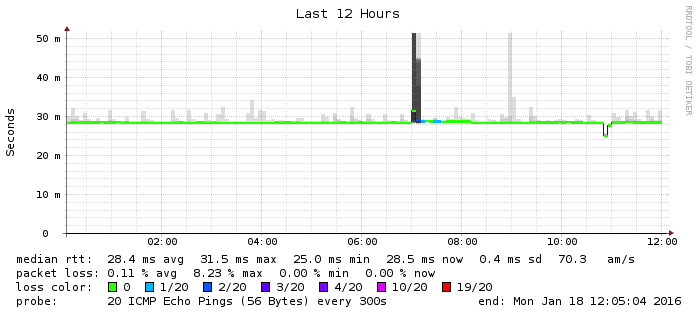 Last 12 Hours
RRDTOOL / TOBI OETIKER
Seconds
50 m
40 m
30 m
20 m
10 m
0
02:00 04:00 06:00 08:00 10:00 12:00
median rtt: 28.4 ms avg 31.5 ms max 25.0 ms min 28.5 ms now 0.4 ms sd 70.3 am/s
packet loss: 0.11 % avg 8.23 % max 0.00 % min 0.00 % now
loss color: 0 1/20 2/20 3/20 4/20 10/20 19/20
probe: 20 ICMP Echo Pings (56 Bytes) every 300s end: Mon Jan 18 12:05:04 2016